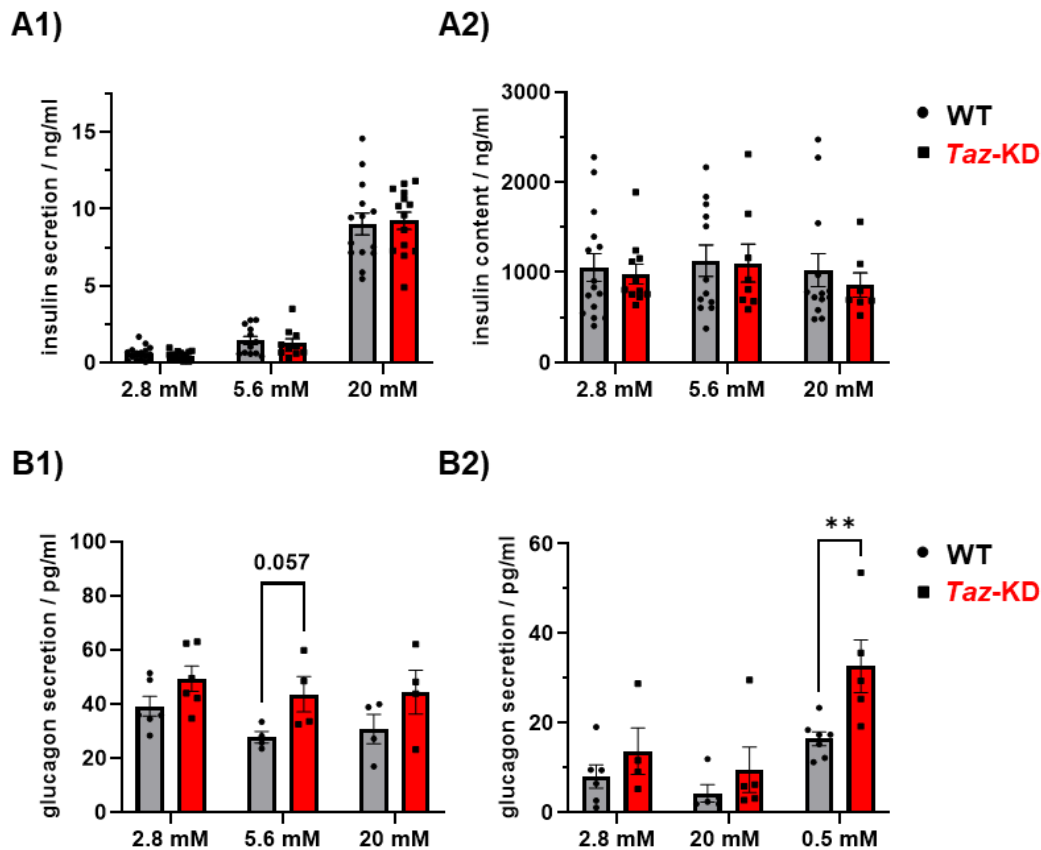 A1)
insulin secretion / ng/ml
15
10
5
0
2.8 mM 5.6 mM 20 mM
A2)
insulin content / ng/ml
3000
2000
1000
0
2.8 mM 5.6 mM 20 mM
WT
Taz-KD
B1)
glucagon secretion / pg/ml
100
80
60
40
20
0
0.057
2.8 mM 5.6 mM 20 mM
B2)
glucagon secretion / pg/ml
60
40
20
0
**
2.8 mM 20 mM 0.5 mM
WT
Taz-KD